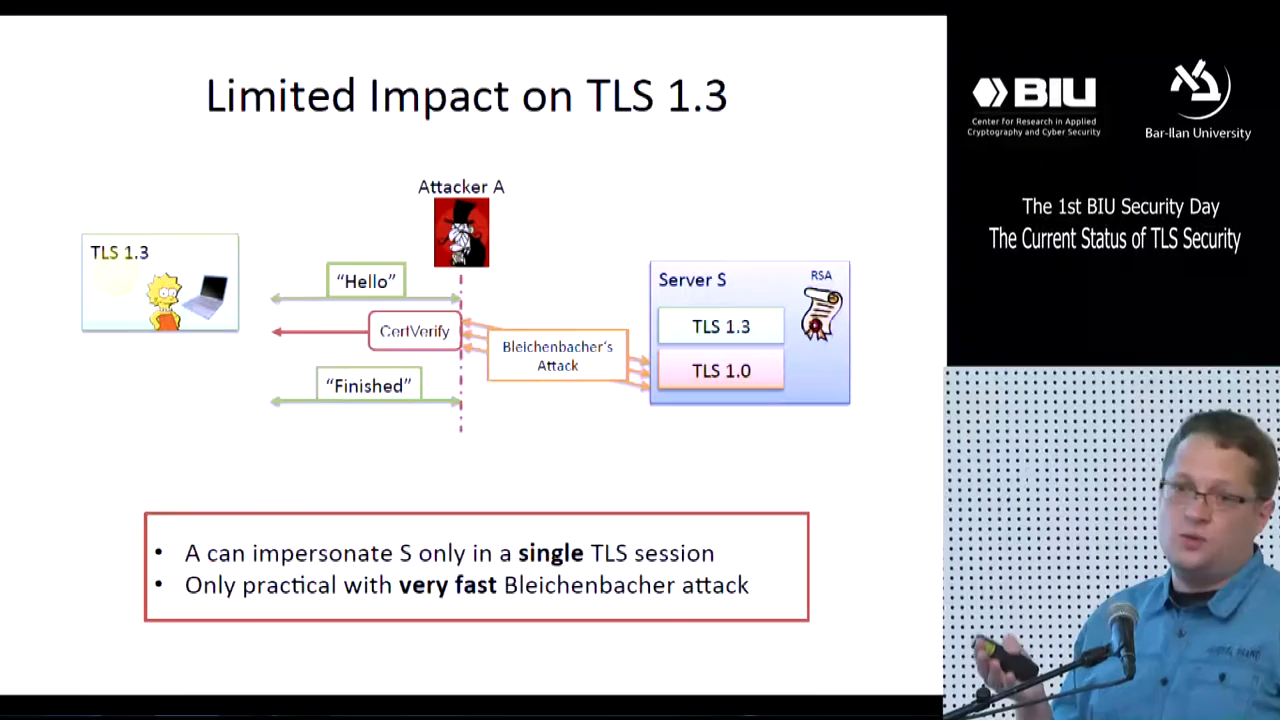 Limited Impact on TLS 1.3
Attacker A
TLS 1.3
"Hello"
CertVerify
"Finished"
Bleichenbacher's
Attack
Server S
RSA
TLS 1.3
TLS 1.0
• A can impersonate S only in a single TLS session
• Only practical with very fast Bleichenbacher attack
BIU
Center for Research in Applied
Cryptography and Cyber Security
Bar-Ilan University
The 1st BIU Security Day
The Current Status of TLS Security